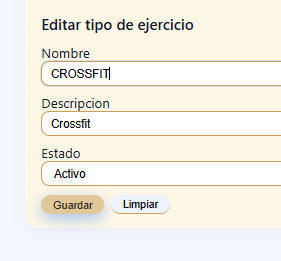 Editar tipo de ejercicio
Nombre
CROSSFIT
Descripcion
Crossfit
Estado
Activo
Guardar Limpiar